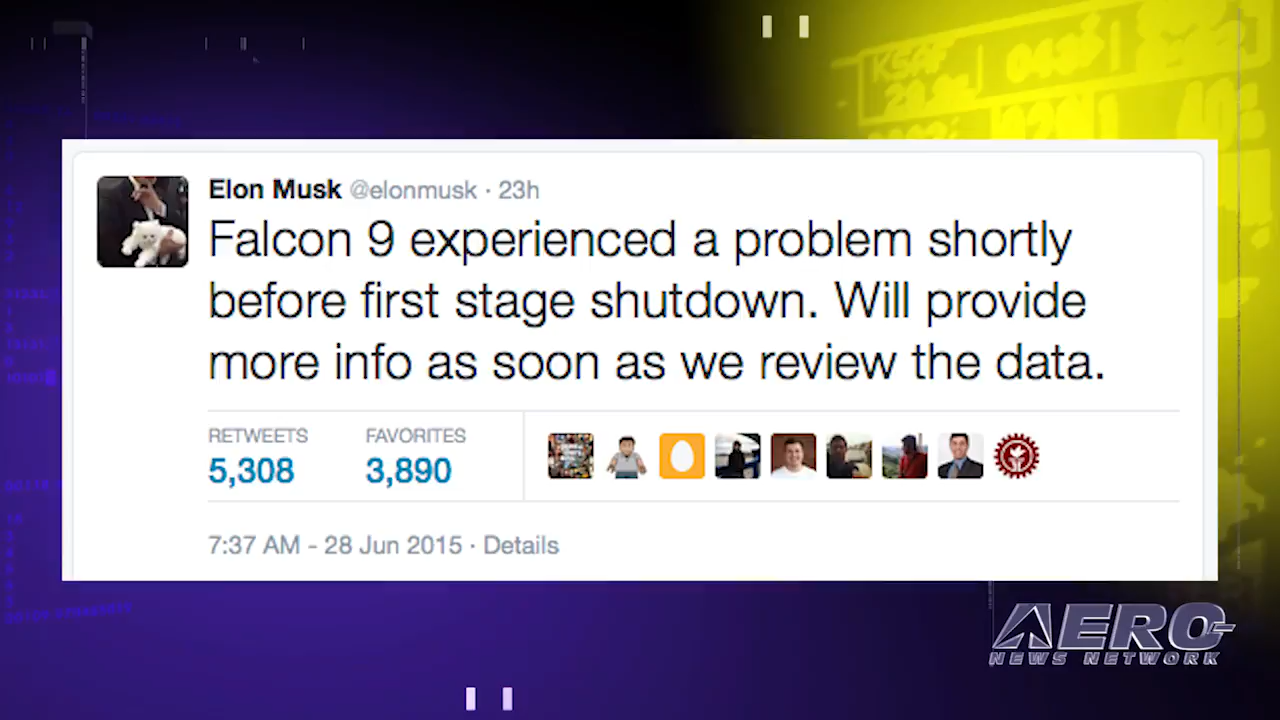 Elon Musk @elonmusk · 23h
Falcon 9 experienced a problem shortly
before first stage shutdown. Will provide
more info as soon as we review the data.
RETWEETS FAVORITES
5,308 3,890
7:37 AM - 28 Jun 2015 · Details
AERO
NEWS NETWORK